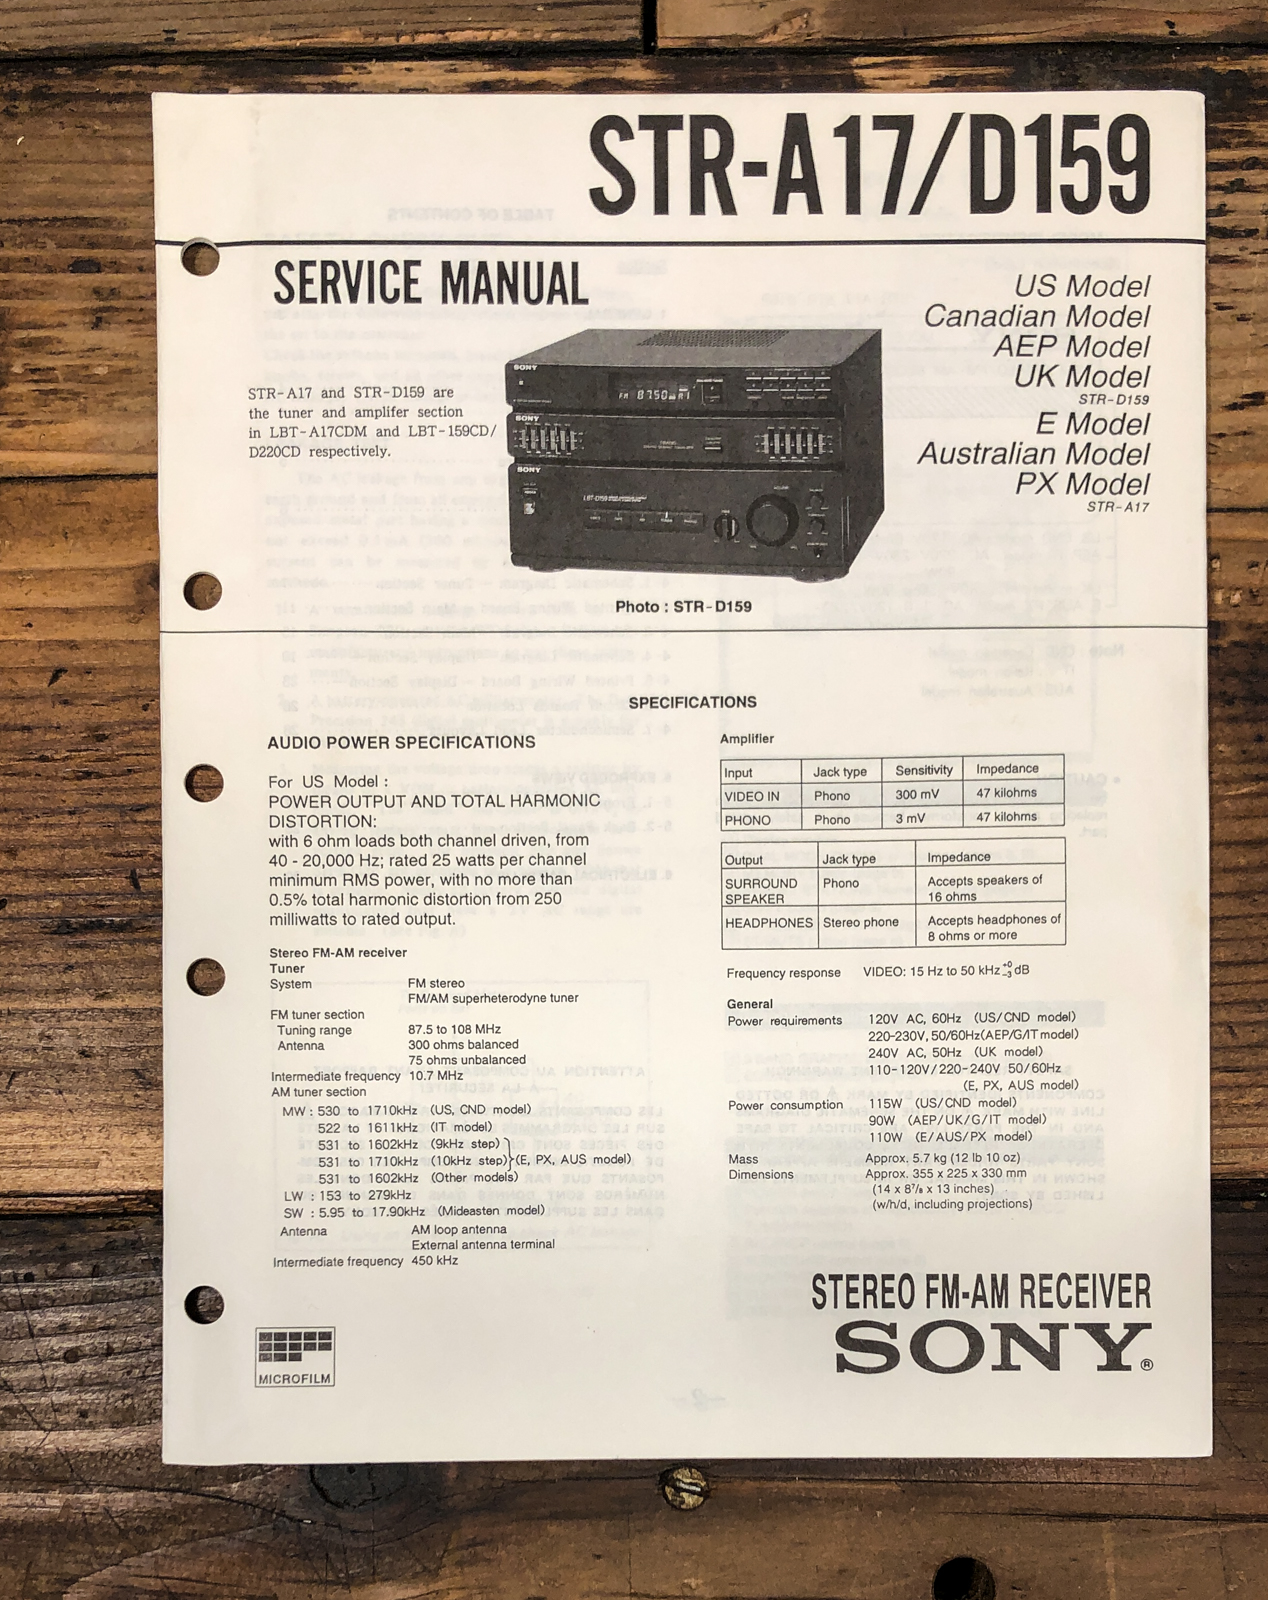 STR-A17/D159
SERVICE MANUAL
US Model
Canadian Model
AEP Model
UK Model
STR-D159
E Model
Australian Model
PX Model
STR-A17
STR-A17 and STR-D159 are
the tuner and amplifer section
in LBT-A17CDM and LBT-159CD/
D220CD respectively.
SONY
FM 8750
SONY
SONY
LBT-D159
Photo : STR-D159
SPECIFICATIONS
AUDIO POWER SPECIFICATIONS
For US Model :
POWER OUTPUT AND TOTAL HARMONIC
DISTORTION:
with 6 ohm loads both channel driven, from
40 - 20,000 Hz; rated 25 watts per channel
minimum RMS power, with no more than
0.5% total harmonic distortion from 250
milliwatts to rated output.
Stereo FM-AM receiver
Tuner
System FM stereo
FM/AM superheterodyne tuner
FM tuner section
Tuning range 87.5 to 108 MHz
Antenna 300 ohms balanced
75 ohms unbalanced
Intermediate frequency 10.7 MHz
AM tuner section
MW : 530 to 1710kHz (US, CND model)
522 to 1611kHz (IT model)
531 to 1602kHz (9kHz step)
531 to 1710kHz (10kHz step)}(E, PX, AUS model)
531 to 1602kHz (Other models)
LW : 153 to 279kHz
SW : 5.95 to 17.90kHz (Mideasten model)
Antenna AM loop antenna
External antenna terminal
Intermediate frequency 450 kHz
Amplifier
Input Jack type Sensitivity Impedance
VIDEO IN Phono 300 mV 47 kilohms
PHONO Phono 3 mV 47 kilohms
Output Jack type Impedance
SURROUND SPEAKER Phono Accepts speakers of 16 ohms
HEADPHONES Stereo phone Accepts headphones of 8 ohms or more
Frequency response VIDEO: 15 Hz to 50 kHz +0 -3 dB
General
Power requirements 120V AC, 60Hz (US/CND model)
220-230V, 50/60Hz(AEP/G/IT model)
240V AC, 50Hz (UK model)
110-120V/220-240V 50/60Hz
(E, PX, AUS model)
Power consumption 115W (US/CND model)
90W (AEP/UK/G/IT model)
110W (E/AUS/PX model)
Mass Approx. 5.7 kg (12 lb 10 oz)
Dimensions Approx. 355 x 225 x 330 mm
(14 x 8⁷/₈ x 13 inches)
(w/h/d, including projections)
STEREO FM-AM RECEIVER
SONY®
MICROFILM